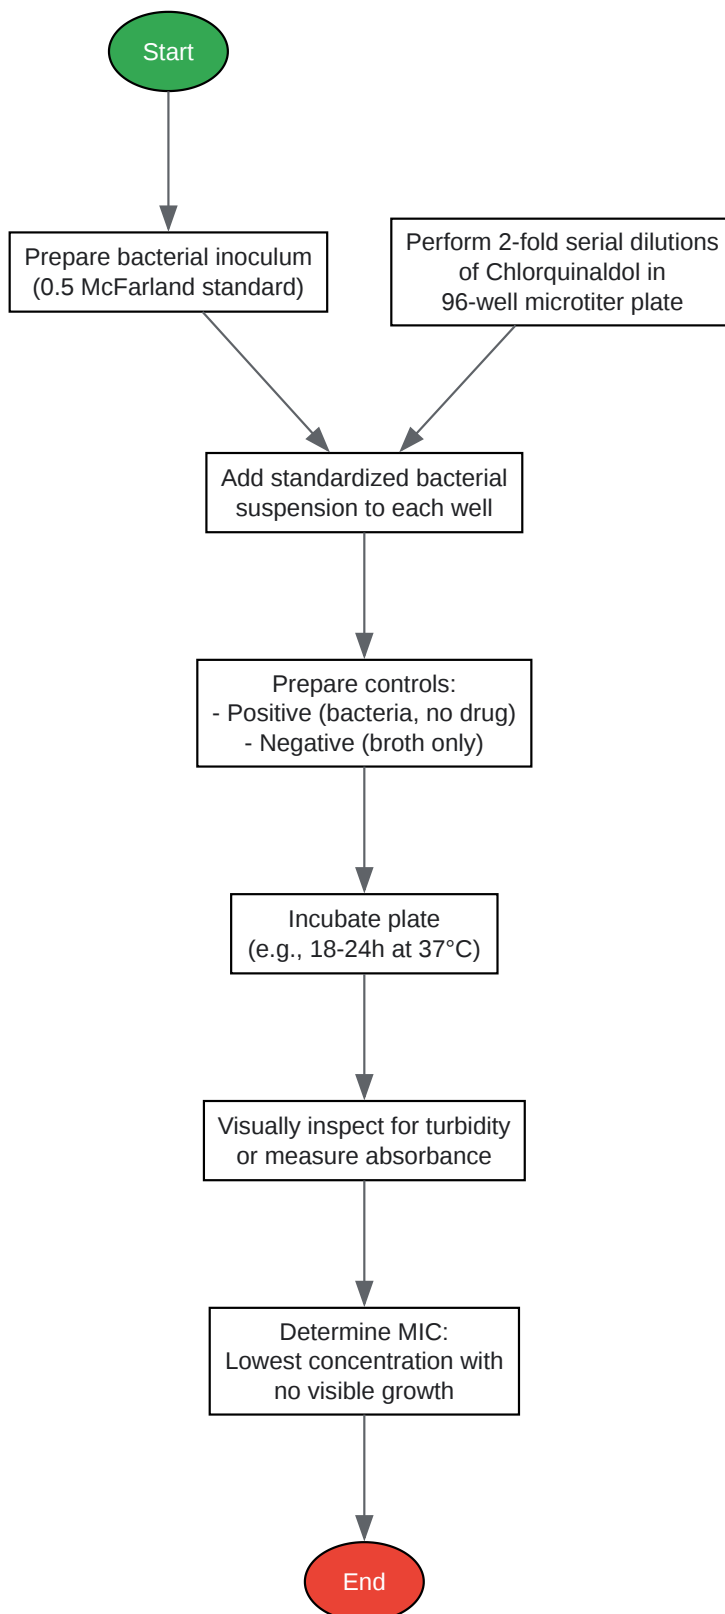 Start
Prepare bacterial inoculum
(0.5 McFarland standard)
Perform 2-fold serial dilutions
of Chlorquinaldol in
96-well microtiter plate
Add standardized bacterial
suspension to each well
Prepare controls:
- Positive (bacteria, no drug)
- Negative (broth only)
Incubate plate
(e.g., 18-24h at 37°C)
Visually inspect for turbidity
or measure absorbance
Determine MIC:
Lowest concentration with
no visible growth
End